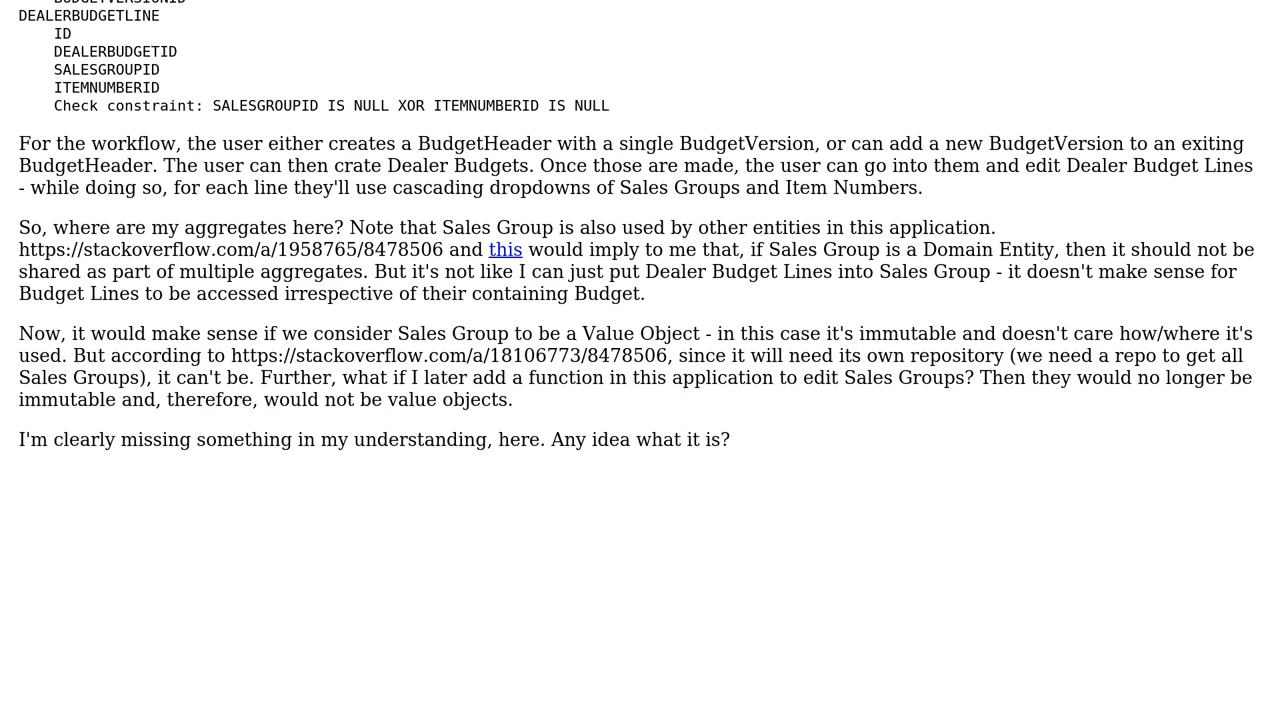 BUDGETVERSIONID
DEALERBUDGETLINE
ID
DEALERBUDGETID
SALESGROUPID
ITEMNUMBERID
Check constraint: SALESGROUPID IS NULL XOR ITEMNUMBERID IS NULL
For the workflow, the user either creates a BudgetHeader with a single BudgetVersion, or can add a new BudgetVersion to an exiting
BudgetHeader. The user can then crate Dealer Budgets. Once those are made, the user can go into them and edit Dealer Budget Lines
- while doing so, for each line they'll use cascading dropdowns of Sales Groups and Item Numbers.
So, where are my aggregates here? Note that Sales Group is also used by other entities in this application.
https://stackoverflow.com/a/1958765/8478506 and this would imply to me that, if Sales Group is a Domain Entity, then it should not be
shared as part of multiple aggregates. But it's not like I can just put Dealer Budget Lines into Sales Group - it doesn't make sense for
Budget Lines to be accessed irrespective of their containing Budget.
Now, it would make sense if we consider Sales Group to be a Value Object - in this case it's immutable and doesn't care how/where it's
used. But according to https://stackoverflow.com/a/18106773/8478506, since it will need its own repository (we need a repo to get all
Sales Groups), it can't be. Further, what if I later add a function in this application to edit Sales Groups? Then they would no longer be
immutable and, therefore, would not be value objects.
I'm clearly missing something in my understanding, here. Any idea what it is?